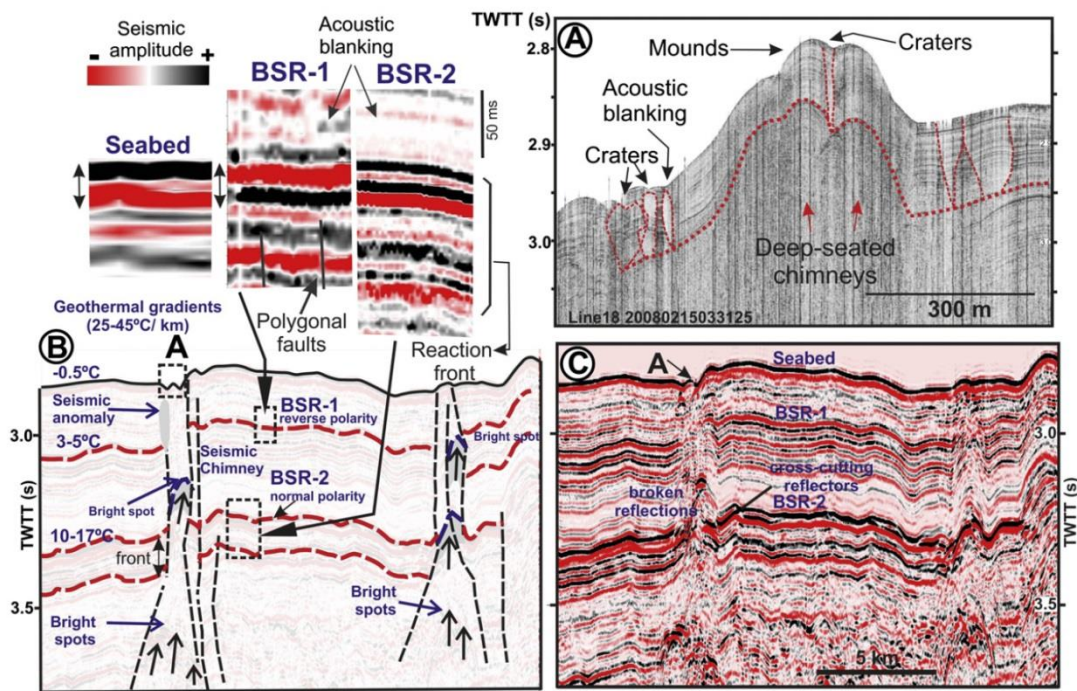 Seismic
amplitude
- +
Acoustic
blanking
BSR-1
BSR-2
50 ms
Seabed
Polygonal
faults
Reaction
front
TWTT (s)
A
2.8
2.9
3.0
Mounds
Craters
Acoustic
blanking
Craters
Deep-seated
chimneys
300 m
Line18 20080215033125
Geothermal gradients
(25-45ºC/ km)
B
A
-0.5ºC
Seismic
anomaly
3-5ºC
3.0
BSR-1
reverse polarity
Seismic
Chimney
Bright spot
BSR-2
normal polarity
Bright spot
TWTT (s)
10-17ºC
front
3.5
Bright
spots
Bright
spots
C
A
Seabed
BSR-1
3.0
cross-cutting
reflectors
BSR-2
broken
reflections
TWTT (s)
3.5
5 km